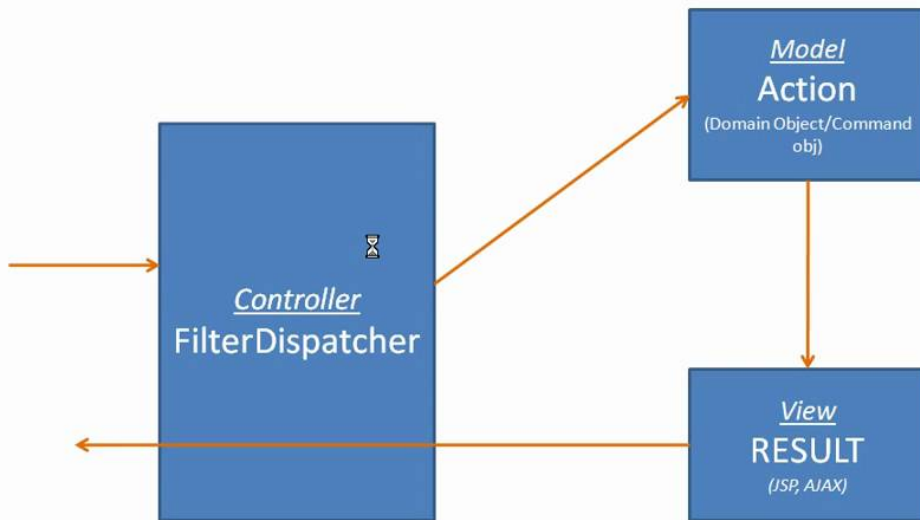 Model
Action
(Domain Object/Command
obj)
Controller
FilterDispatcher
View
RESULT
(JSP, AJAX)